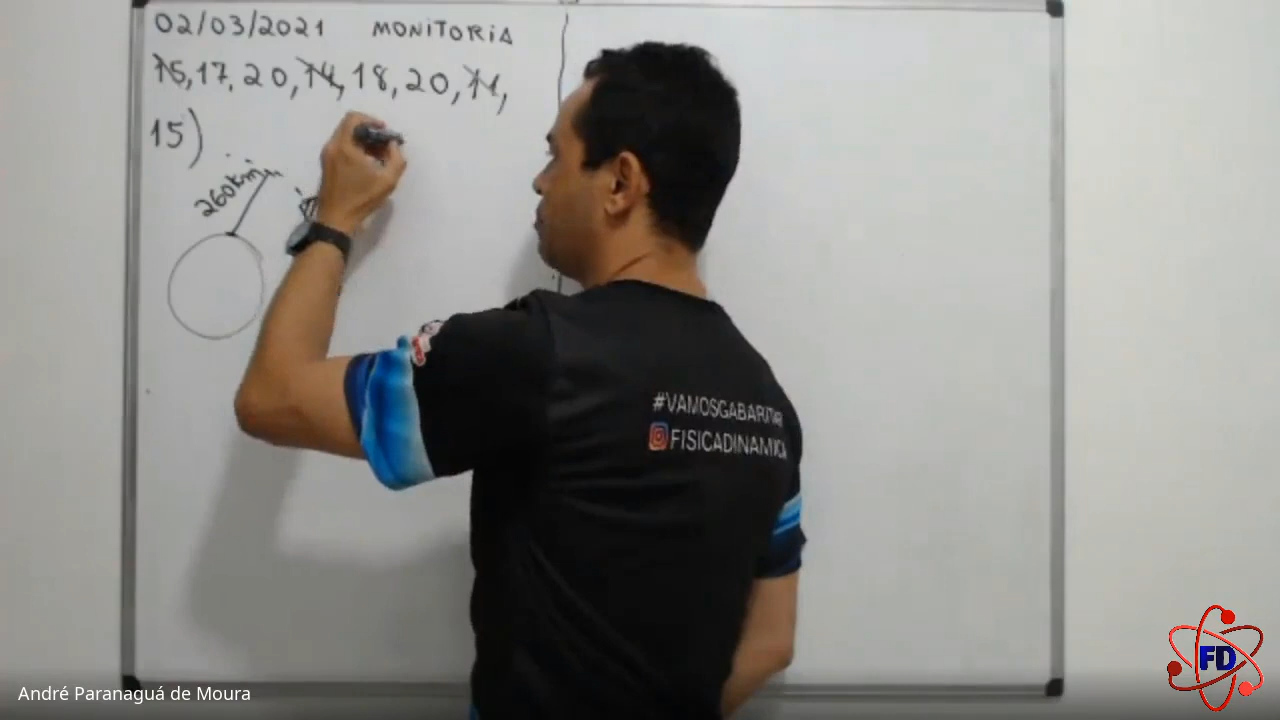 02/03/2021 MONITORIA
15, 17, 20, 14, 18, 20, 11,
15)
260km
#VAMOSGABARITAR
FISICADINAMICA
André Paranaguá de Moura
FD